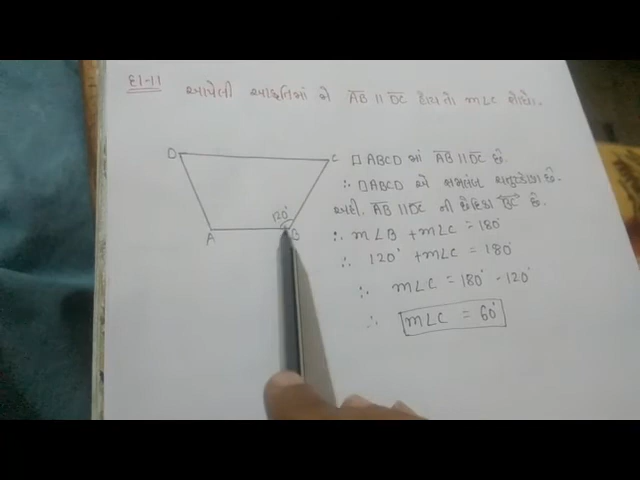 દા-11 આપેલી આકૃતિમાં જો AB || DC હોય તો m∠C શોધો.
D
C
120°
A
B
□ABCD માં AB || DC છે.
∴ □ABCD એ સમલંબ ચતુષ્કોણ છે.
અહીં, AB || DC ની છેદિકા BC છે.
∴ m∠B + m∠C = 180°
∴ 120° + m∠C = 180°
∴ m∠C = 180° - 120°
∴ m∠C = 60°